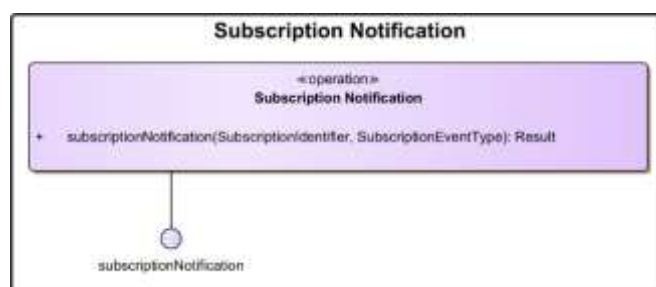 Subscription Notification
«operation»
Subscription Notification
+ subscriptionNotification(SubscriptionIdentifier, SubscriptionEventType): Result
subscriptionNotification